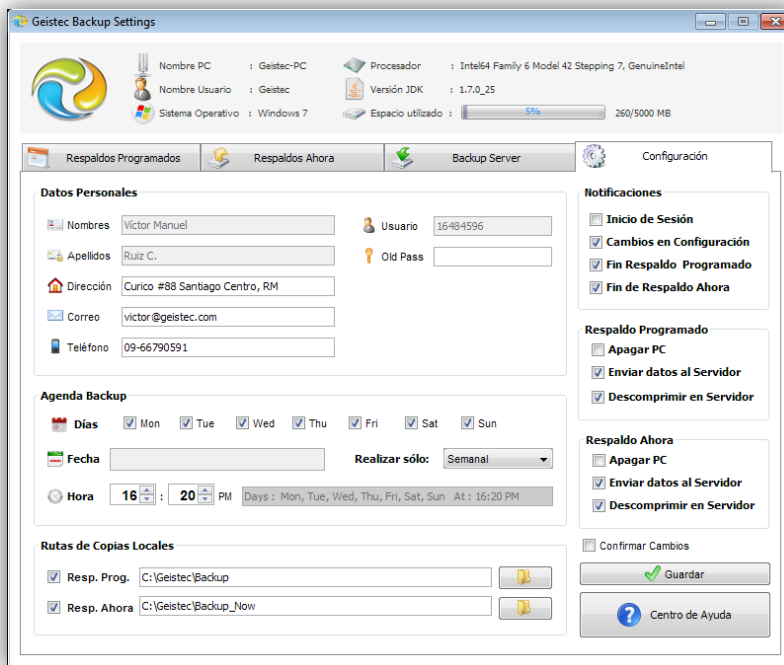 Geistec Backup Settings
Nombre PC : Geistec-PC
Procesador : Intel64 Family 6 Model 42 Stepping 7, GenuineIntel
Nombre Usuario : Geistec
Versión JDK : 1.7.0_25
Sistema Operativo : Windows 7
Espacio utilizado : 5% 260/5000 MB
Respaldos Programados
Respaldos Ahora
Backup Server
Configuración
Datos Personales
Nombres Víctor Manuel
Usuario 16484596
Apellidos Ruiz C.
Old Pass
Dirección Curico #88 Santiago Centro, RM
Correo victor@geistec.com
Teléfono 09-66790591
Agenda Backup
Días Mon Tue Wed Thu Fri Sat Sun
Fecha
Realizar sólo: Semanal
Hora 16 : 20 PM Days : Mon, Tue, Wed, Thu, Fri, Sat, Sun At : 16:20 PM
Rutas de Copias Locales
Resp. Prog. C:\Geistec\Backup
Resp. Ahora C:\Geistec\Backup_Now
Notificaciones
Inicio de Sesión
Cambios en Configuración
Fin Respaldo Programado
Fin de Respaldo Ahora
Respaldo Programado
Apagar PC
Enviar datos al Servidor
Descomprimir en Servidor
Respaldo Ahora
Apagar PC
Enviar datos al Servidor
Descomprimir en Servidor
Confirmar Cambios
Guardar
Centro de Ayuda